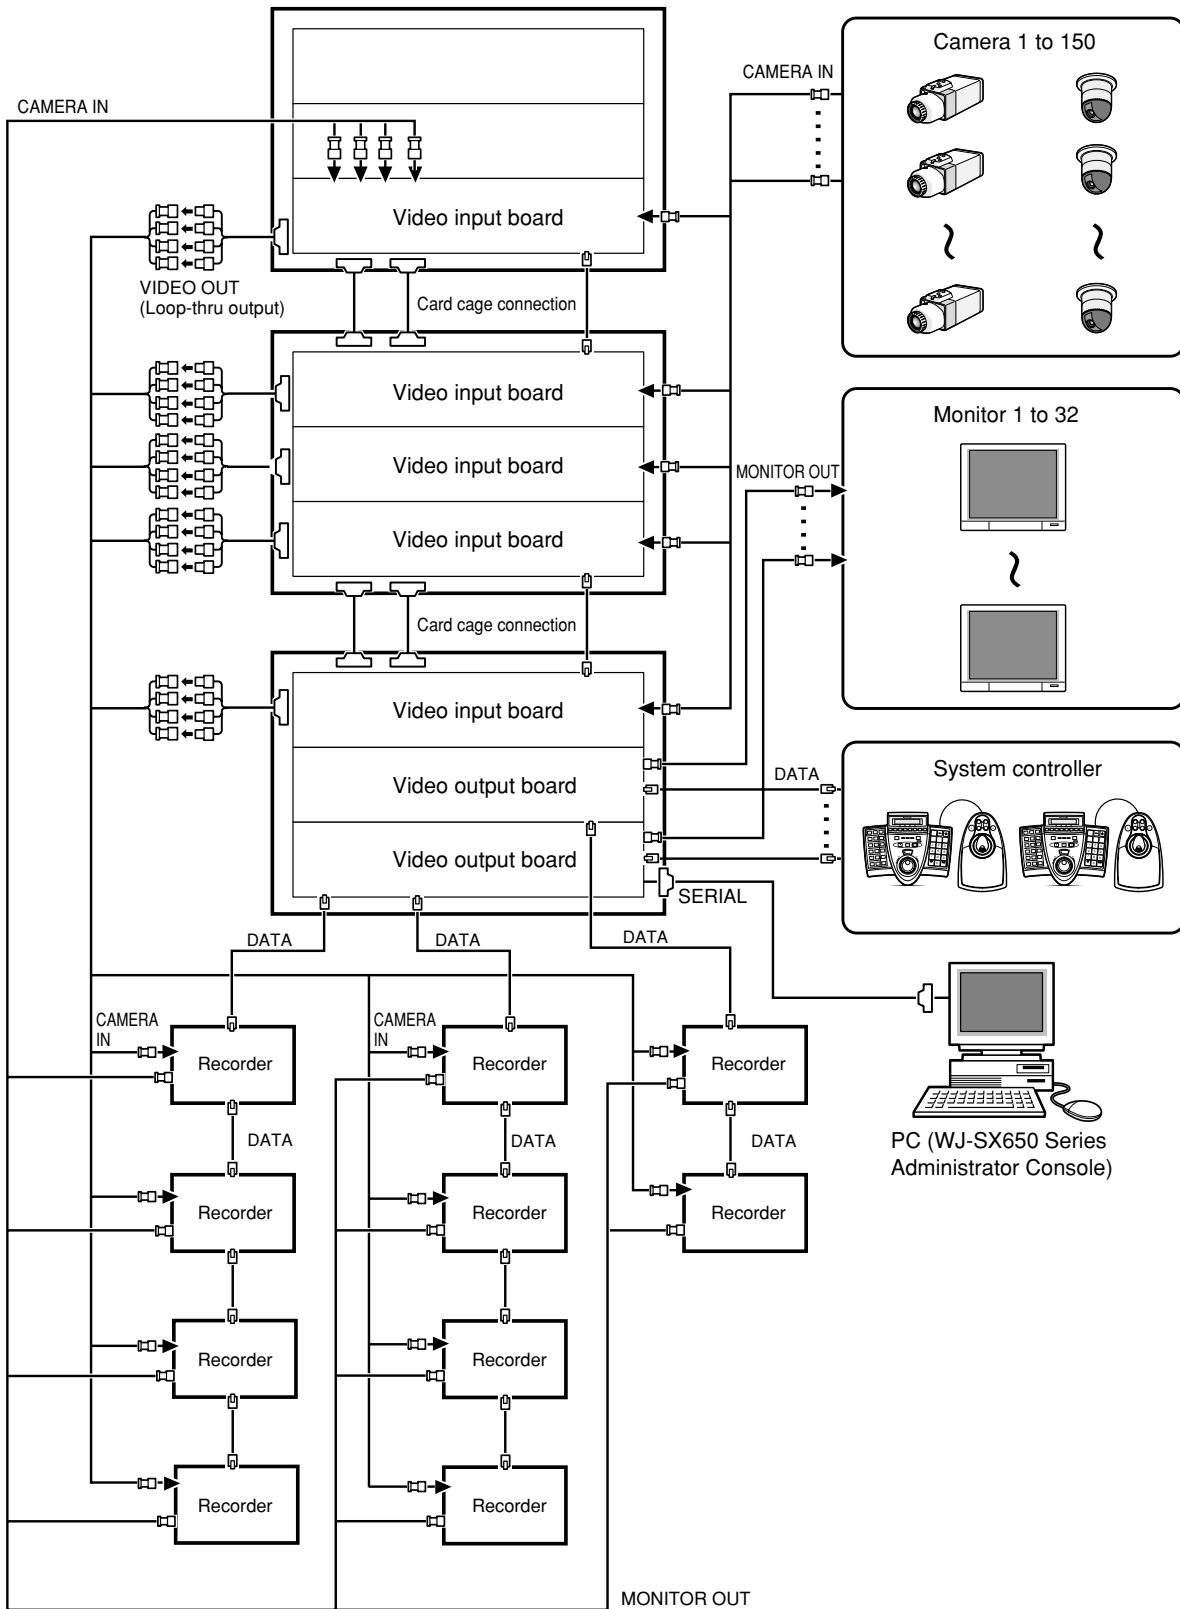 Camera 1 to 150
CAMERA IN
CAMERA IN
Video input board
VIDEO OUT
(Loop-thru output)
Card cage connection
Video input board
Video input board
Video input board
Monitor 1 to 32
MONITOR OUT
Card cage connection
Video input board
Video output board
Video output board
DATA
System controller
SERIAL
DATA
DATA
DATA
CAMERA
IN
CAMERA
IN
Recorder
Recorder
Recorder
DATA
DATA
DATA
PC (WJ-SX650 Series
Administrator Console)
Recorder
Recorder
Recorder
Recorder
Recorder
Recorder
Recorder
MONITOR OUT